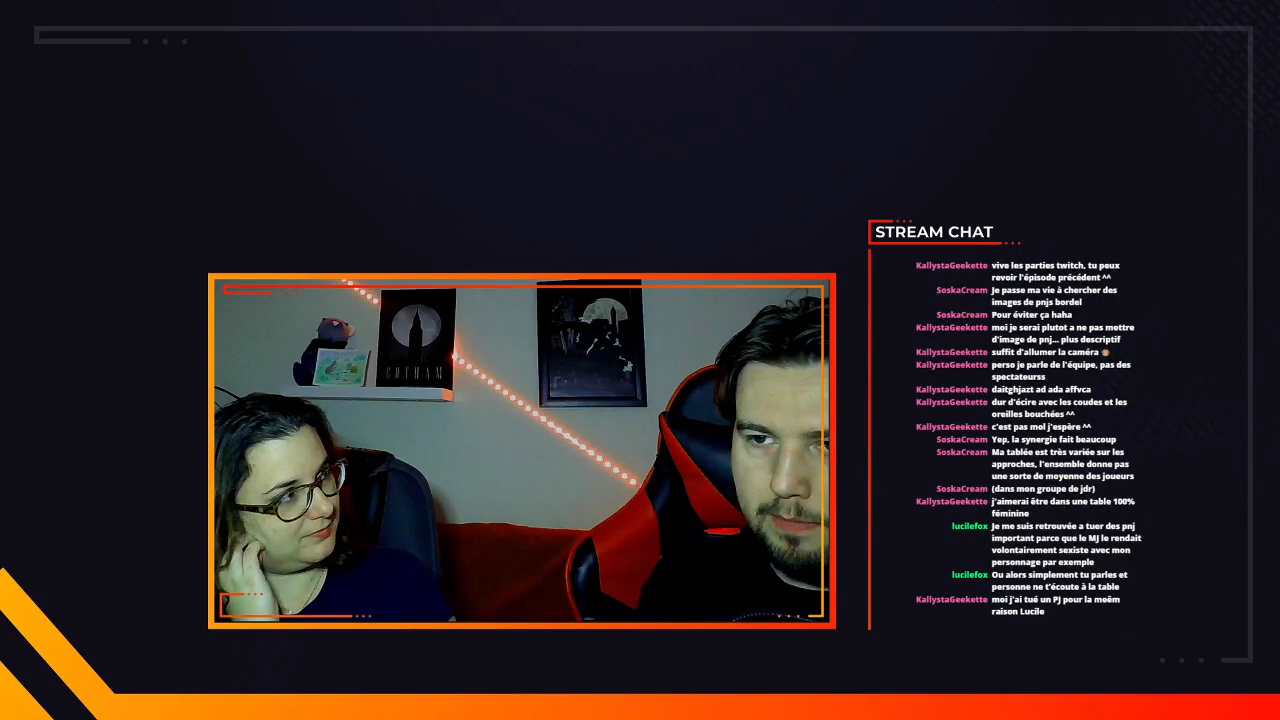 STREAM CHAT
KallystaGeekette vive les parties twitch, tu peux
revoir l'épisode précédent ^^
SoskaCream Je passe ma vie à chercher des
images de pnjs bordel
SoskaCream Pour éviter ça haha
KallystaGeekette moi je serai plutot a ne pas mettre
d'image de pnj... plus descriptif
KallystaGeekette suffit d'allumer la caméra
KallystaGeekette perso je parle de l'équipe, pas des
spectateurss
KallystaGeekette daitghjazt ad ada affvca
KallystaGeekette dur d'écire avec les coudes et les
oreilles bouchées ^^
KallystaGeekette c'est pas moI j'espère ^^
SoskaCream Yep, la synergie fait beaucoup
SoskaCream Ma tablée est très variée sur les
approches, l'ensemble donne pas
une sorte de moyenne des joueurs
SoskaCream (dans mon groupe de jdr)
KallystaGeekette j'aimerai être dans une table 100%
féminine
lucilefox Je me suis retrouvée a tuer des pnj
important parce que le MJ le rendait
volontairement sexiste avec mon
personnage par exemple
lucilefox Ou alors simplement tu parles et
personne ne t'écoute à la table
KallystaGeekette moi j'ai tué un PJ pour la meêm
raison Lucile
GOTHAM